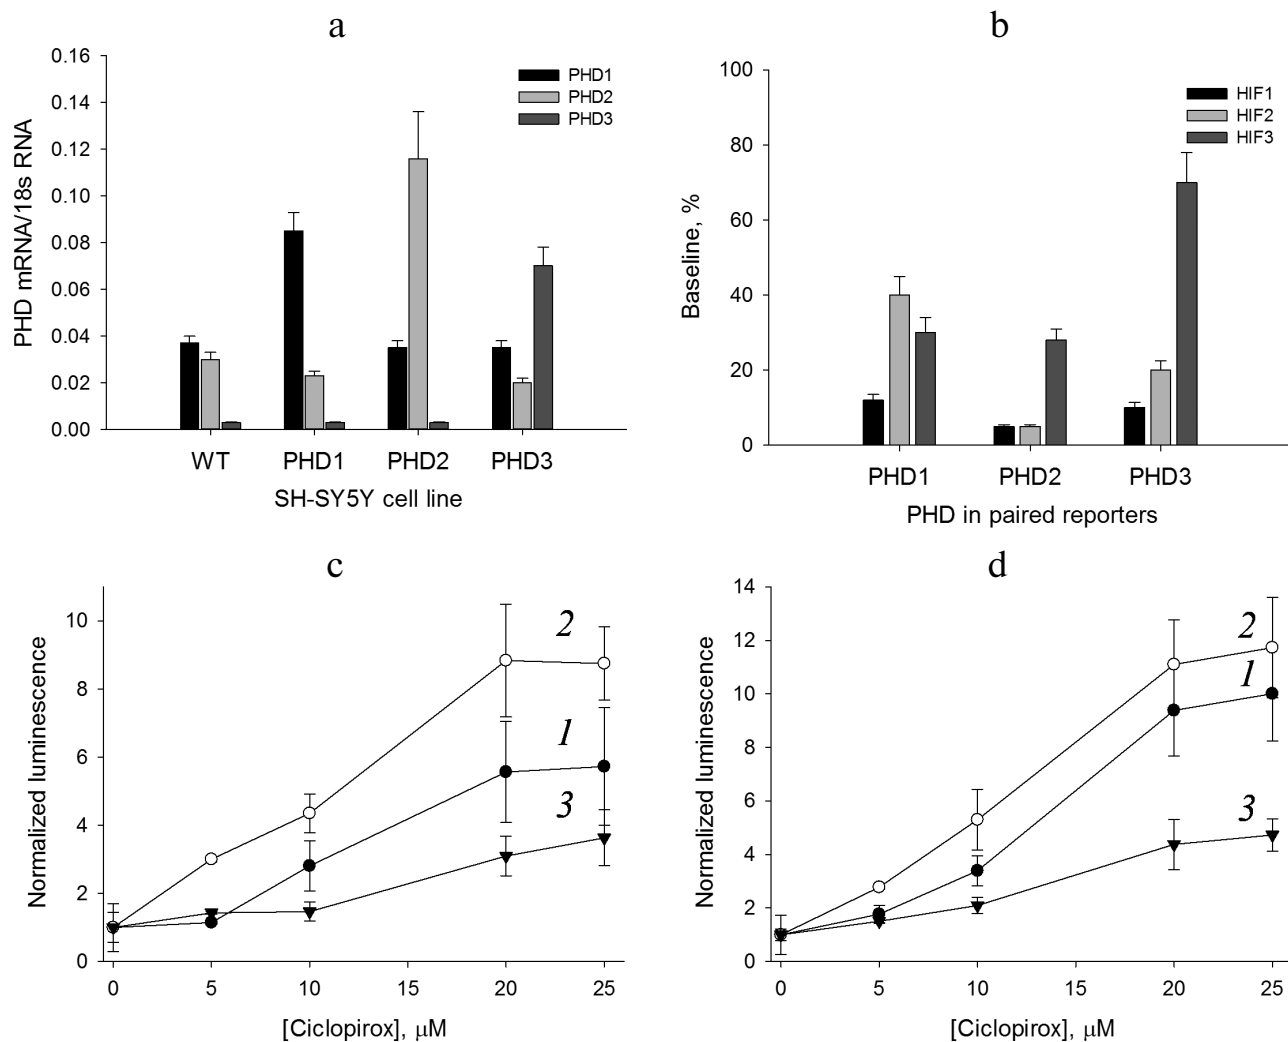 a
0.16
0.14
0.12
0.10
0.08
0.06
0.04
0.02
0.00
PHD mRNA/18s RNA
PHD1
PHD2
PHD3
WT PHD1 PHD2 PHD3
SH-SY5Y cell line
b
100
80
60
40
20
0
Baseline, %
HIF1
HIF2
HIF3
PHD1 PHD2 PHD3
PHD in paired reporters
c
10
8
6
4
2
0
Normalized luminescence
2
1
3
0 5 10 15 20 25
[Ciclopirox], μM
d
14
12
10
8
6
4
2
0
Normalized luminescence
2
1
3
0 5 10 15 20 25
[Ciclopirox], μM